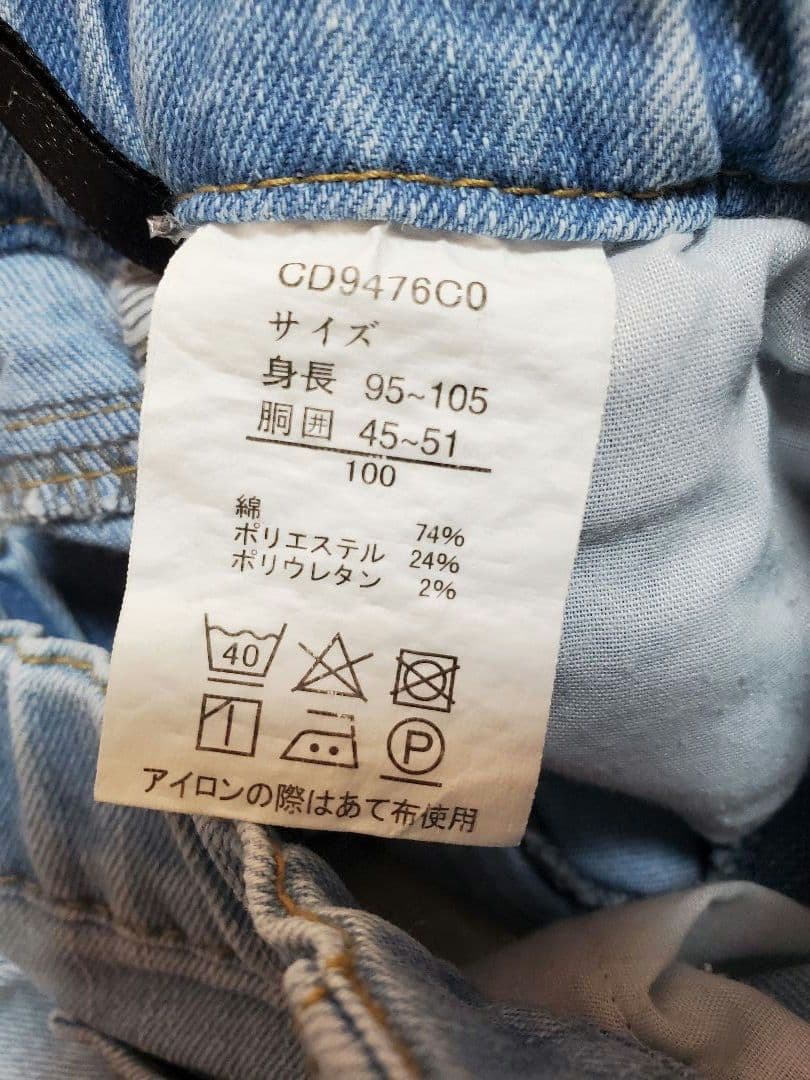 CD9476C0
サイズ
身長 95~105
胴囲 45~51
100
綿 74%
ポリエステル 24%
ポリウレタン 2%
40
P
アイロンの際はあて布使用